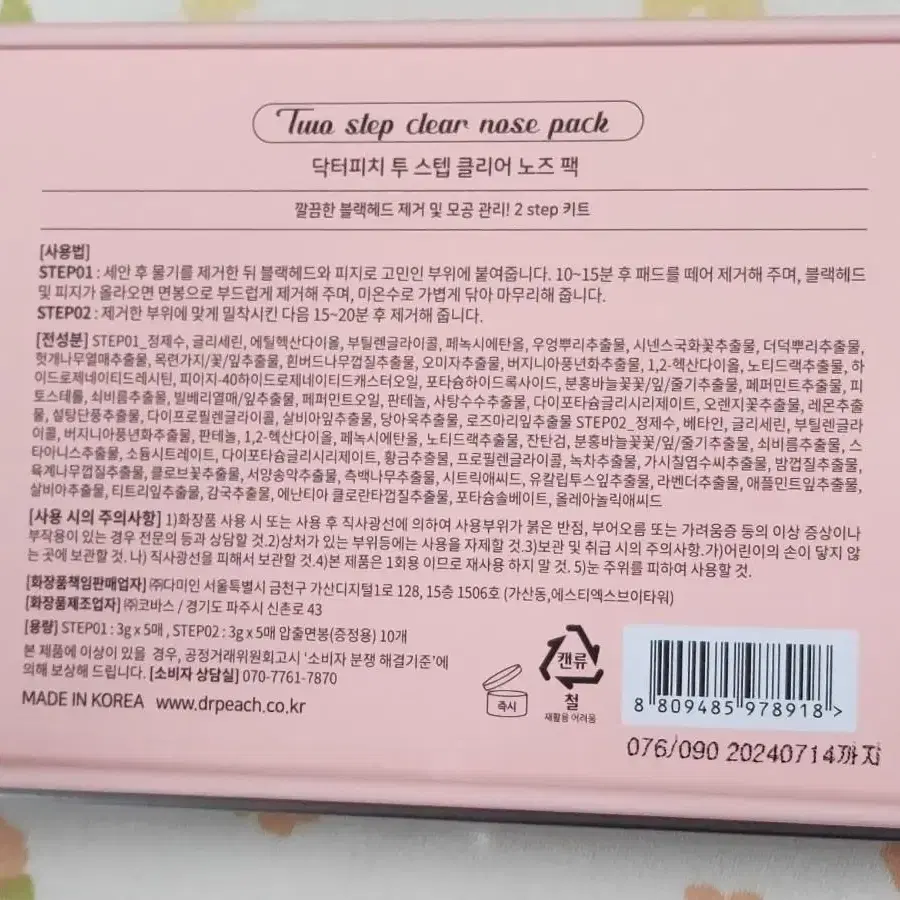 Two step clear nose pack
닥터피치 투 스텝 클리어 노즈 팩
깔끔한 블랙헤드 제거 및 모공 관리! 2 step 키트
[사용법]
STEP01 : 세안 후 물기를 제거한 뒤 블랙헤드와 피지로 고민인 부위에 붙여줍니다. 10~15분 후 패드를 떼어 제거해 주며, 블랙헤드
및 피지가 올라오면 면봉으로 부드럽게 제거해 주며, 미온수로 가볍게 닦아 마무리해 줍니다.
STEP02 : 제거한 부위에 맞게 밀착시킨 다음 15~20분 후 제거해 줍니다.
[전성분] STEP01_정제수, 글리세린, 에틸헥산다이올, 부틸렌글라이콜, 페녹시에탄올, 우엉뿌리추출물, 시넨스국화꽃추출물, 더덕뿌리추출물,
헛개나무열매추출물, 목련가지/꽃/잎추출물, 흰버드나무껍질추출물, 오미자추출물, 버지니아풍년화추출물, 1,2-헥산다이올, 노티드랙추출물, 하
이드로제네이티드레시틴, 피이지-40하이드로제네이티드캐스터오일, 포타슘하이드록사이드, 분홍바늘꽃꽃/잎/줄기추출물, 페퍼민트추출물, 피
토스테롤, 쇠비름추출물, 빌베리열매/잎추출물, 페퍼민트오일, 판테놀, 사탕수수추출물, 다이포타슘글리시리제이트, 오렌지꽃추출물, 레몬추출
물, 설탕단풍추출물, 다이프로필렌글라이콜, 살비아잎추출물, 당아욱추출물, 로즈마리잎추출물 STEP02_정제수, 베타인, 글리세린, 부틸렌글라
이콜, 버지니아풍년화추출물, 판테놀, 1,2-헥산다이올, 페녹시에탄올, 노티드랙추출물, 잔탄검, 분홍바늘꽃꽃/잎/줄기추출물, 쇠비름추출물, 스
타아니스추출물, 소듐시트레이트, 다이포타슘글리시리제이트, 황금추출물, 프로필렌글라이콜, 녹차추출물, 가시칠엽수씨추출물, 밤껍질추출물,
육계나무껍질추출물, 클로브꽃추출물, 서양송악추출물, 측백나무추출물, 시트릭애씨드, 유칼립투스잎추출물, 라벤더추출물, 애플민트잎추출물,
살비아추출물, 티트리잎추출물, 감국추출물, 에난티아 클로란타껍질추출물, 포타슘솔베이트, 올레아놀릭애씨드
[사용 시의 주의사항] 1)화장품 사용 시 또는 사용 후 직사광선에 의하여 사용부위가 붉은 반점, 부어오름 또는 가려움증 등의 이상 증상이나
부작용이 있는 경우 전문의 등과 상담할 것.2)상처가 있는 부위등에는 사용을 자제할 것.3)보관 및 취급 시의 주의사항.가)어린이의 손이 닿지 않
는 곳에 보관할 것. 나) 직사광선을 피해서 보관할 것.4)본 제품은 1회용 이므로 재사용 하지 말 것. 5)눈 주위를 피하여 사용할 것.
[화장품책임판매업자] ㈜다미인 서울특별시 금천구 가산디지털1로 128, 15층 1506호 (가산동,에스티엑스브이타워)
[화장품제조업자] ㈜코바스 / 경기도 파주시 신촌로 43
[용량] STEP01 : 3g x 5매 , STEP02 : 3g x 5매 압출면봉(증정용) 10개
본 제품에 이상이 있을 경우, 공정거래위원회고시 '소비자 분쟁 해결기준'에
의해 보상해 드립니다. [소비자 상담실] 070-7761-7870
MADE IN KOREA www.drpeach.co.kr
즉시
캔류
철
재활용 어려움
8 809485 978918 >
076/090 20240714까지